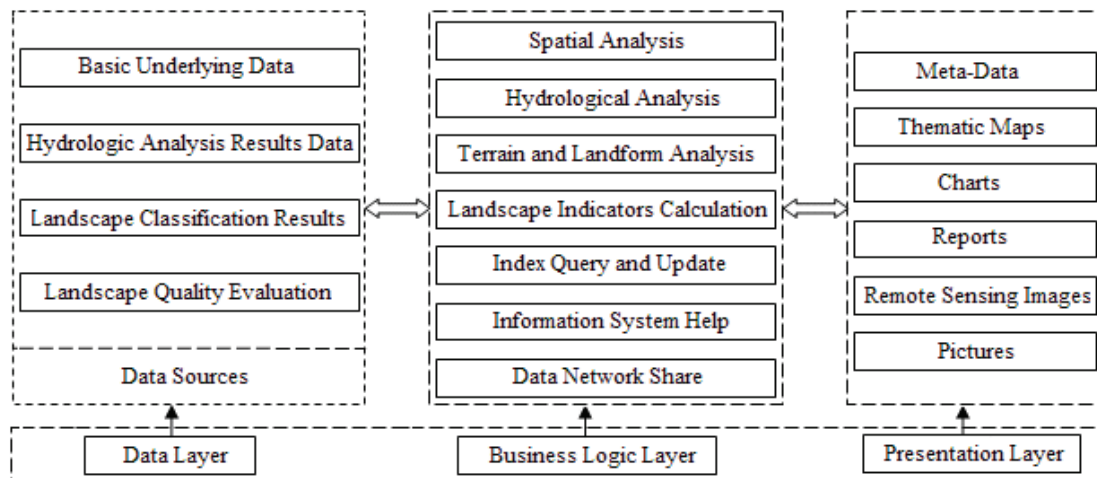 Basic Underlying Data
Hydrologic Analysis Results Data
Landscape Classification Results
Landscape Quality Evaluation
Data Sources
Spatial Analysis
Hydrological Analysis
Terrain and Landform Analysis
Landscape Indicators Calculation
Index Query and Update
Information System Help
Data Network Share
Meta-Data
Thematic Maps
Charts
Reports
Remote Sensing Images
Pictures
Data Layer
Business Logic Layer
Presentation Layer